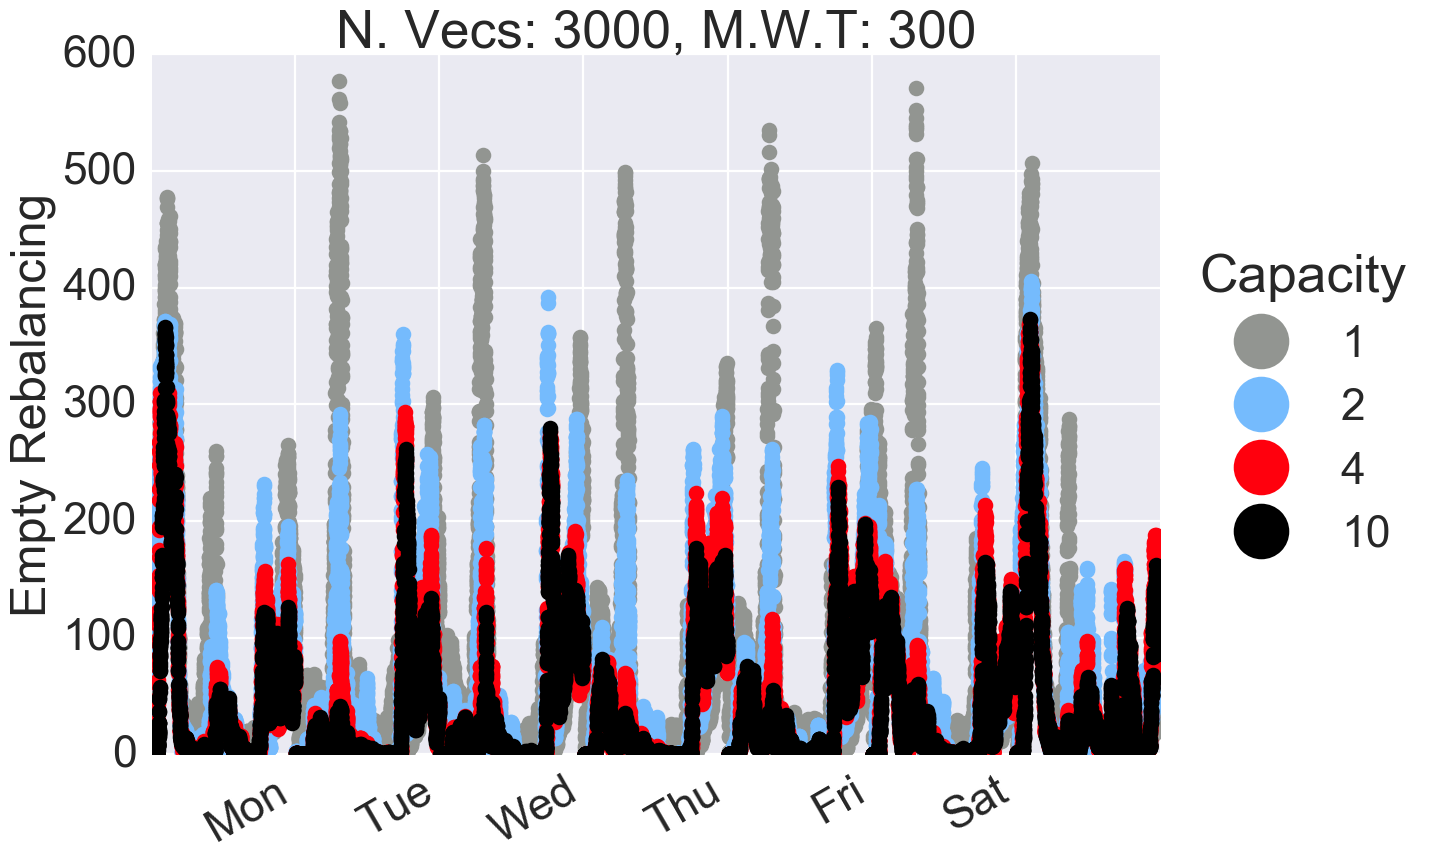 N. Vecs: 3000, M.W.T: 300
Empty Rebalancing
600
500
400
300
200
100
0
Mon
Tue
Wed
Thu
Fri
Sat
Capacity
1
2
4
10